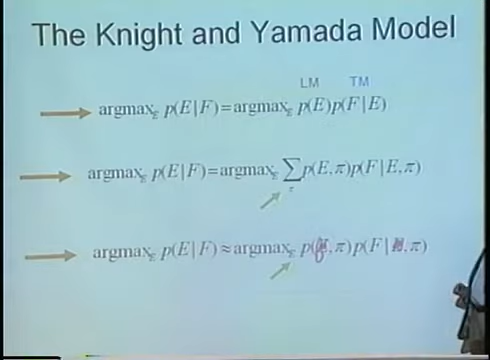 The Knight and Yamada Model
LM TM
argmax_E p(E|F)=argmax_E p(E)p(F|E)
argmax_E p(E|F)=argmax_E ∑_π p(E,π)p(F|E,π)
argmax_E p(E|F)≈argmax_E p( ,π)p(F| ,π)